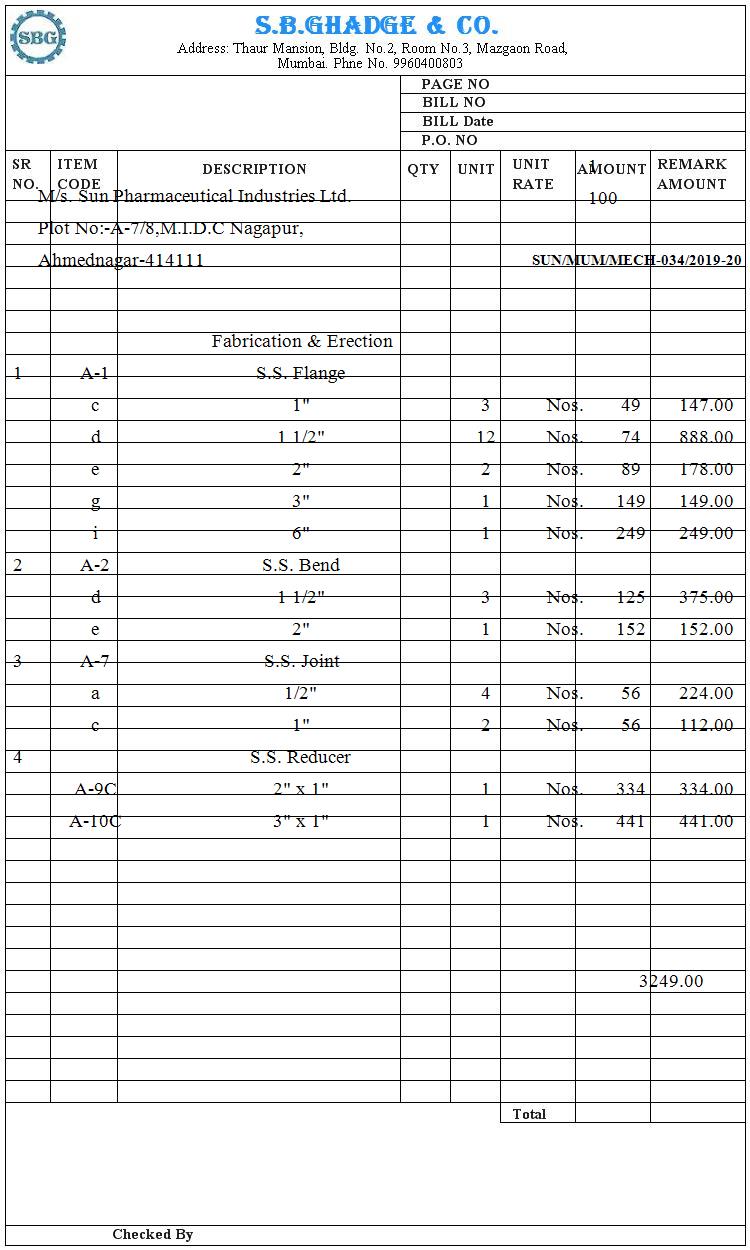 SBG
S.B.GHADGE & CO.
Address: Thaur Mansion, Bldg. No.2, Room No.3, Mazgaon Road,
Mumbai. Phne No. 9960400803
PAGE NO
BILL NO
BILL Date
P.O. NO
SR NO. ITEM CODE DESCRIPTION QTY UNIT UNIT RATE AMOUNT REMARK AMOUNT
1
M/s. Sun Pharmaceutical Industries Ltd. 100
Plot No:-A-7/8,M.I.D.C Nagapur,
Ahmednagar-414111 SUN/MUM/MECH-034/2019-20
Fabrication & Erection
1 A-1 S.S. Flange
c 1" 3 Nos. 49 147.00
d 1 1/2" 12 Nos. 74 888.00
e 2" 2 Nos. 89 178.00
g 3" 1 Nos. 149 149.00
i 6" 1 Nos. 249 249.00
2 A-2 S.S. Bend
d 1 1/2" 3 Nos. 125 375.00
e 2" 1 Nos. 152 152.00
3 A-7 S.S. Joint
a 1/2" 4 Nos. 56 224.00
c 1" 2 Nos. 56 112.00
4 S.S. Reducer
A-9C 2" x 1" 1 Nos. 334 334.00
A-10C 3" x 1" 1 Nos. 441 441.00
3249.00
Total
Checked By